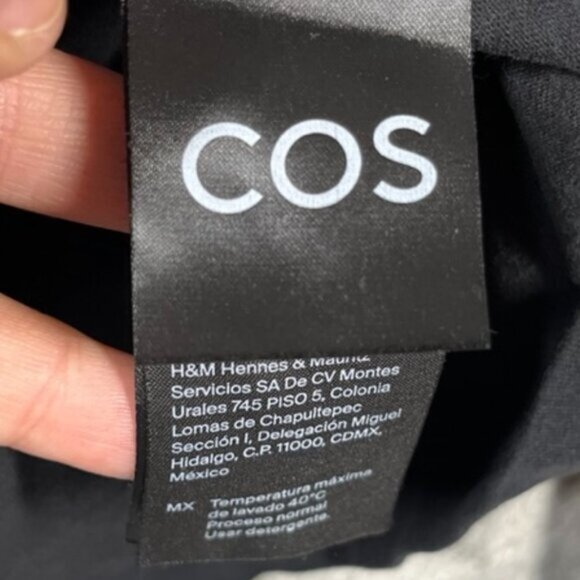 COS
H&M Hennes & Mauritz
Servicios SA De CV Montes
Urales 745 PISO 5, Colonia
Lomas de Chapultepec
Sección I, Delegación Miguel
Hidalgo, C.P. 11000, CDMX,
México
MX Temperatura máxima
de lavado 40°C
Proceso normal
Usar detergente.